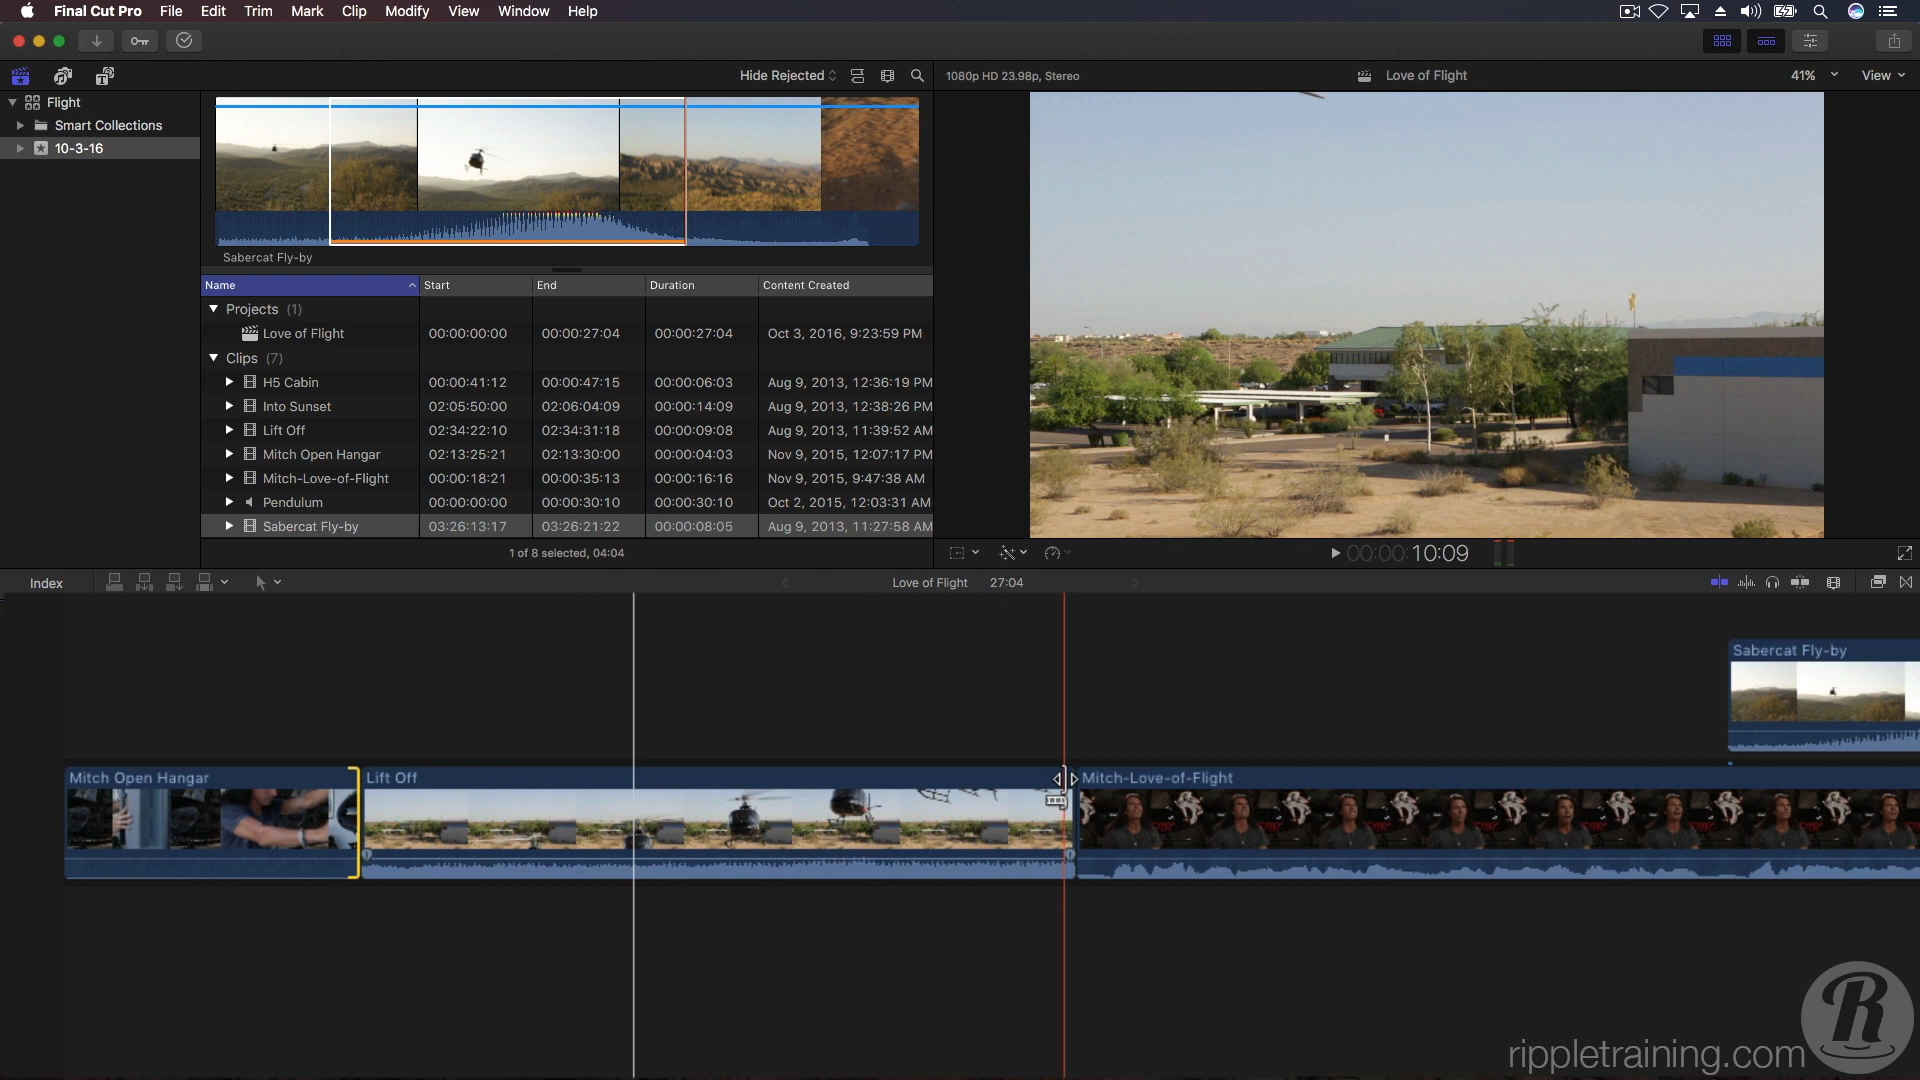 Final Cut Pro File Edit Trim Mark Clip Modify View Window Help
Hide Rejected
1080p HD 23.98p, Stereo Love of Flight 41% View
Flight
Smart Collections
10-3-16
Sabercat Fly-by
Name Start End Duration Content Created
Projects (1)
Love of Flight 00:00:00:00 00:00:27:04 00:00:27:04 Oct 3, 2016, 9:23:59 PM
Clips (7)
H5 Cabin 00:00:41:12 00:00:47:15 00:00:06:03 Aug 9, 2013, 12:36:19 PM
Into Sunset 02:05:50:00 02:06:04:09 00:00:14:09 Aug 9, 2013, 12:38:26 PM
Lift Off 02:34:22:10 02:34:31:18 00:00:09:08 Aug 9, 2013, 11:39:52 AM
Mitch Open Hangar 02:13:25:21 02:13:30:00 00:00:04:03 Nov 9, 2015, 12:07:17 PM
Mitch-Love-of-Flight 00:00:18:21 00:00:35:13 00:00:16:16 Nov 9, 2015, 9:47:38 AM
Pendulum 00:00:00:00 00:00:30:10 00:00:30:10 Oct 2, 2015, 12:03:31 AM
Sabercat Fly-by 03:26:13:17 03:26:21:22 00:00:08:05 Aug 9, 2013, 11:27:58 AM
1 of 8 selected, 04:04
00:00:10:09
Index Love of Flight 27:04
Sabercat Fly-by
Mitch Open Hangar Lift Off Mitch-Love-of-Flight
R
rippletraining.com